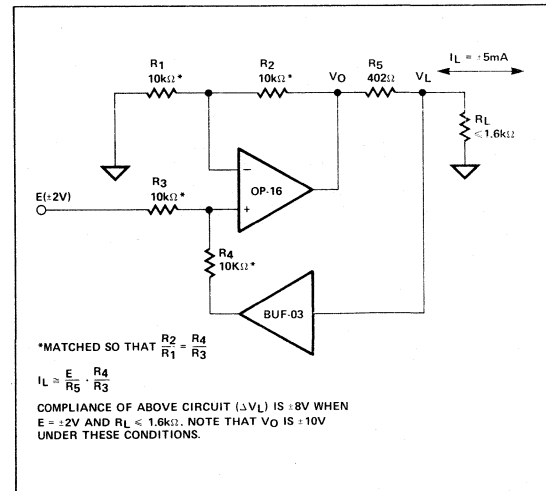 R1
10kΩ*
R2
10kΩ*
VO
R5
402Ω
VL
IL = ±5mA
RL
≤1.6kΩ
R3
10kΩ*
E(±2V)
−
+
OP-16
R4
10KΩ*
BUF-03
*MATCHED SO THAT R2/R1 = R4/R3
IL ≅ E/R5 · R4/R3
COMPLIANCE OF ABOVE CIRCUIT (ΔVL) IS ±8V WHEN
E = ±2V AND RL ≤ 1.6kΩ. NOTE THAT VO IS ±10V
UNDER THESE CONDITIONS.